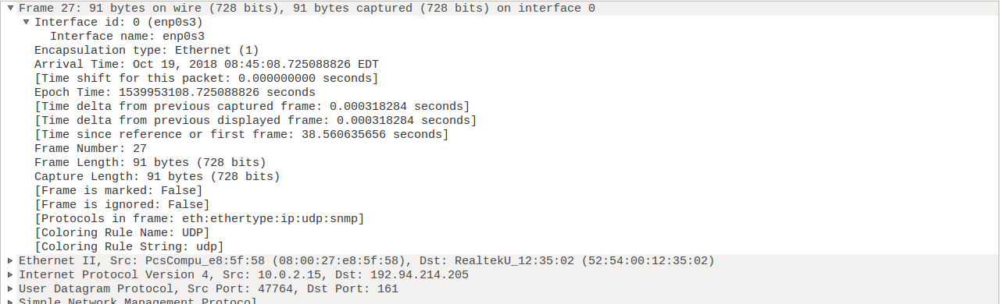 Frame 27: 91 bytes on wire (728 bits), 91 bytes captured (728 bits) on interface 0
Interface id: 0 (enp0s3)
Interface name: enp0s3
Encapsulation type: Ethernet (1)
Arrival Time: Oct 19, 2018 08:45:08.725088826 EDT
[Time shift for this packet: 0.000000000 seconds]
Epoch Time: 1539953108.725088826 seconds
[Time delta from previous captured frame: 0.000318284 seconds]
[Time delta from previous displayed frame: 0.000318284 seconds]
[Time since reference or first frame: 38.560635656 seconds]
Frame Number: 27
Frame Length: 91 bytes (728 bits)
Capture Length: 91 bytes (728 bits)
[Frame is marked: False]
[Frame is ignored: False]
[Protocols in frame: eth:ethertype:ip:udp:snmp]
[Coloring Rule Name: UDP]
[Coloring Rule String: udp]
Ethernet II, Src: PcsCompu_e8:5f:58 (08:00:27:e8:5f:58), Dst: RealtekU_12:35:02 (52:54:00:12:35:02)
Internet Protocol Version 4, Src: 10.0.2.15, Dst: 192.94.214.205
User Datagram Protocol, Src Port: 47764, Dst Port: 161
Simple Network Management Protocol